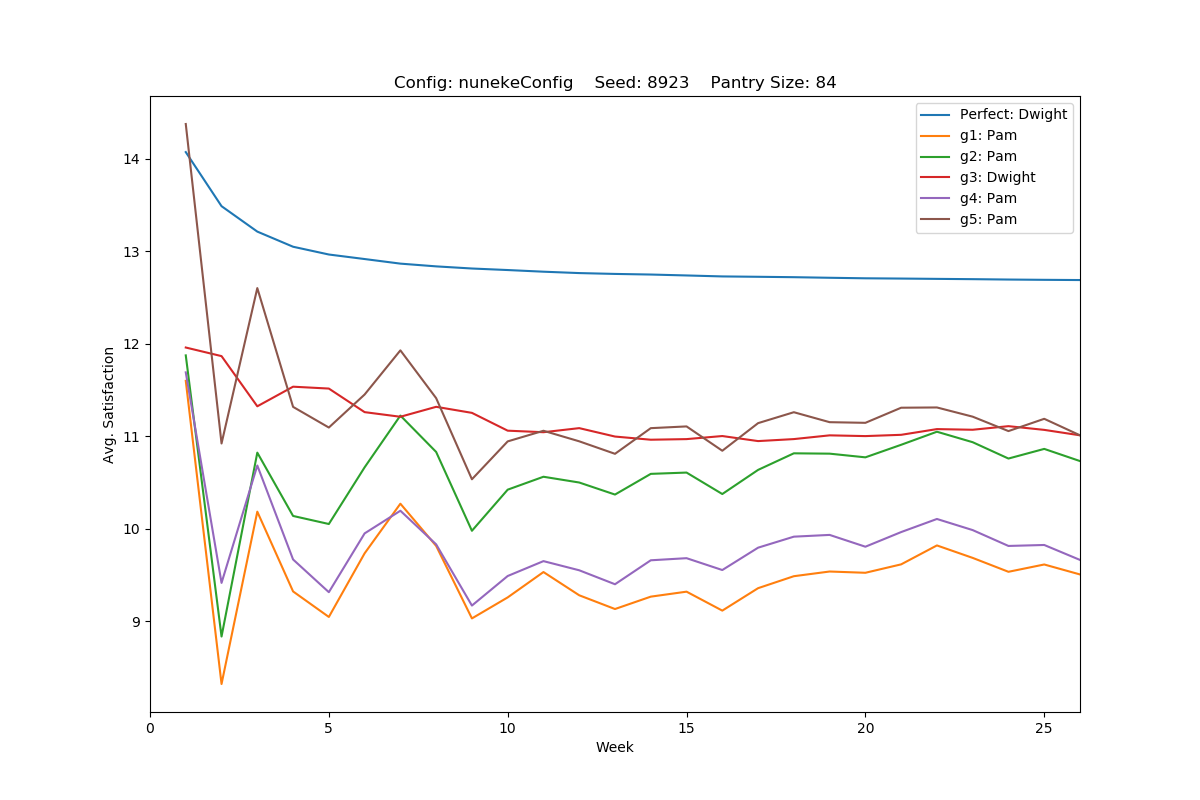 Config: nunekeConfig    Seed: 8923    Pantry Size: 84
Perfect: Dwight
g1: Pam
g2: Pam
g3: Dwight
g4: Pam
g5: Pam
14
13
12
11
10
9
Avg. Satisfaction
0 5 10 15 20 25
Week